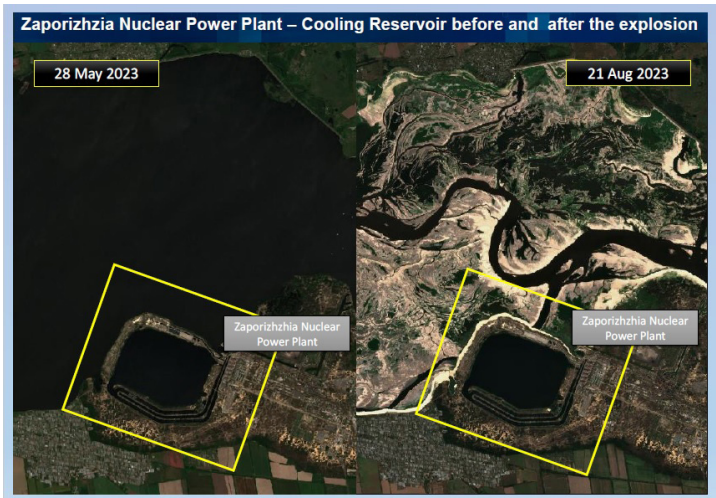 Zaporizhzia Nuclear Power Plant – Cooling Reservoir before and after the explosion
28 May 2023
21 Aug 2023
Zaporizhzhia Nuclear
Power Plant
Zaporizhzhia Nuclear
Power Plant